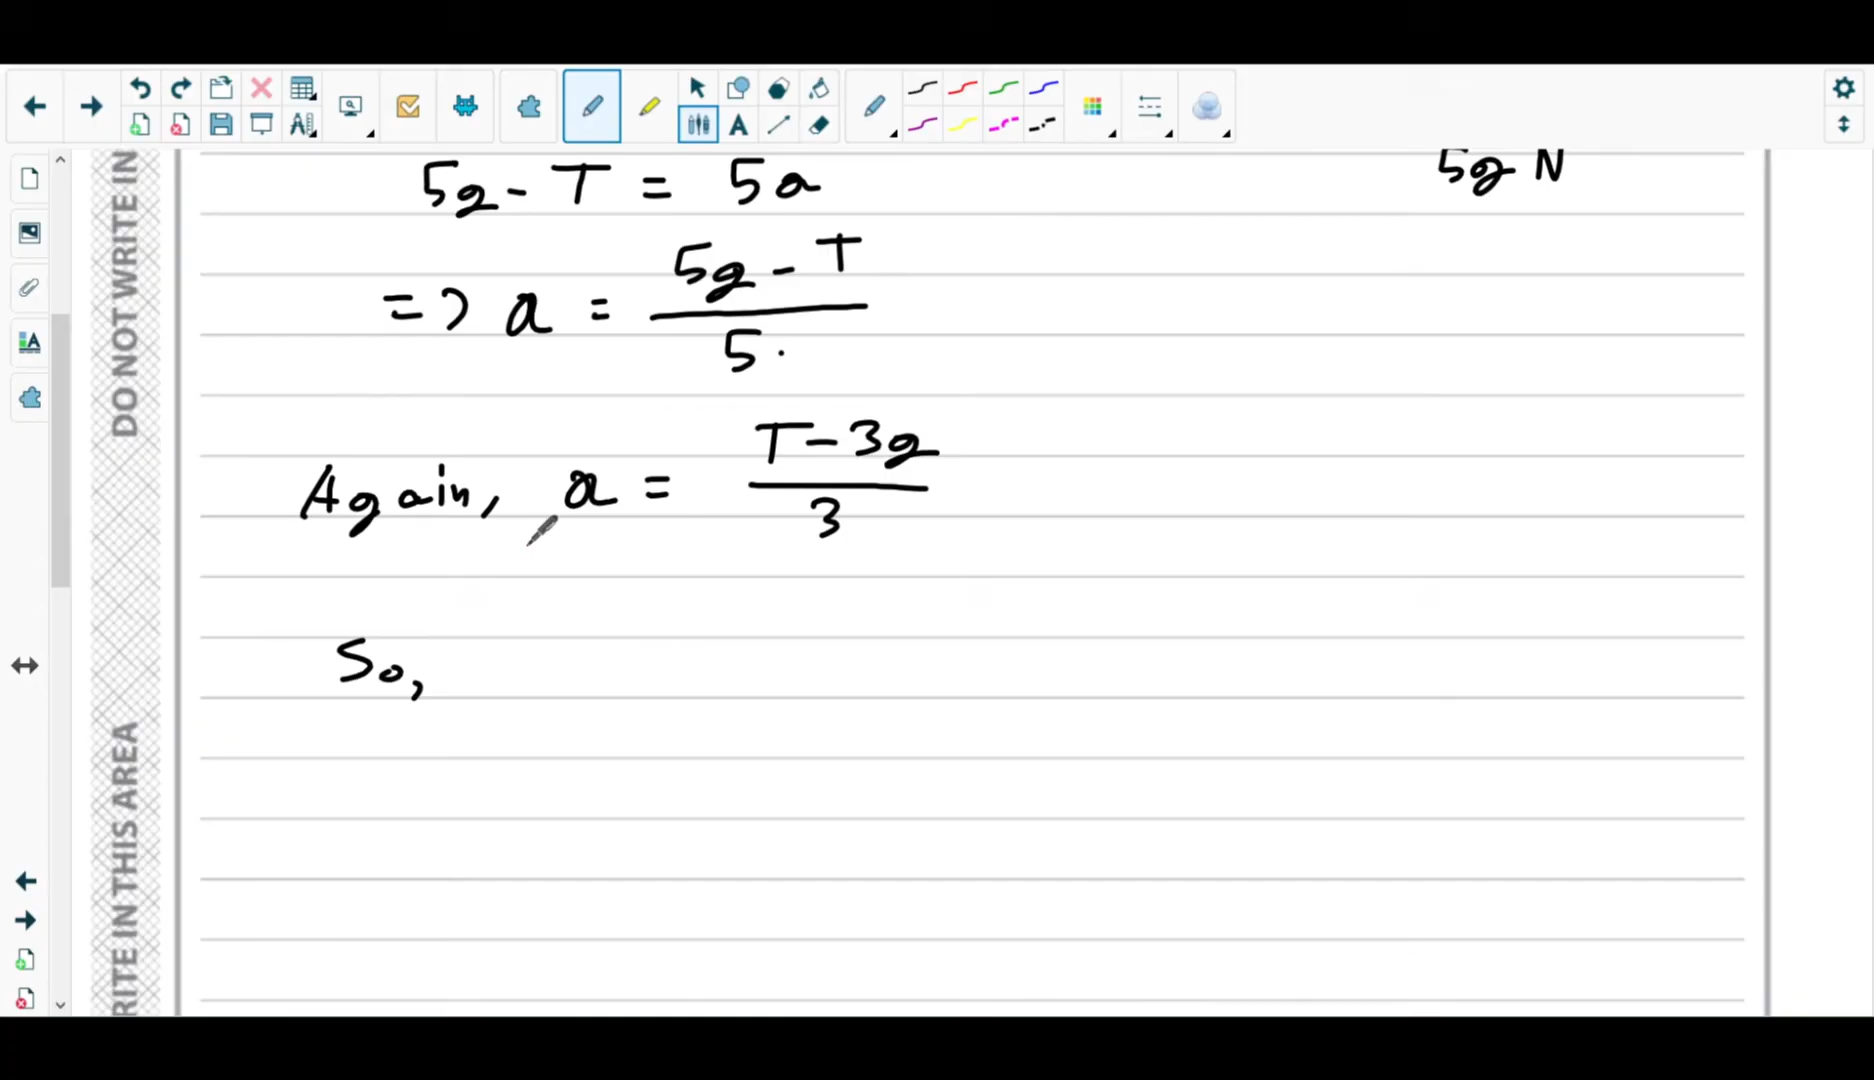 5g - T = 5a
5g N
=> a = 5g - T / 5 .
Again, a = T - 3g / 3
So,
DO NOT WRITE IN
RITE IN THIS AREA